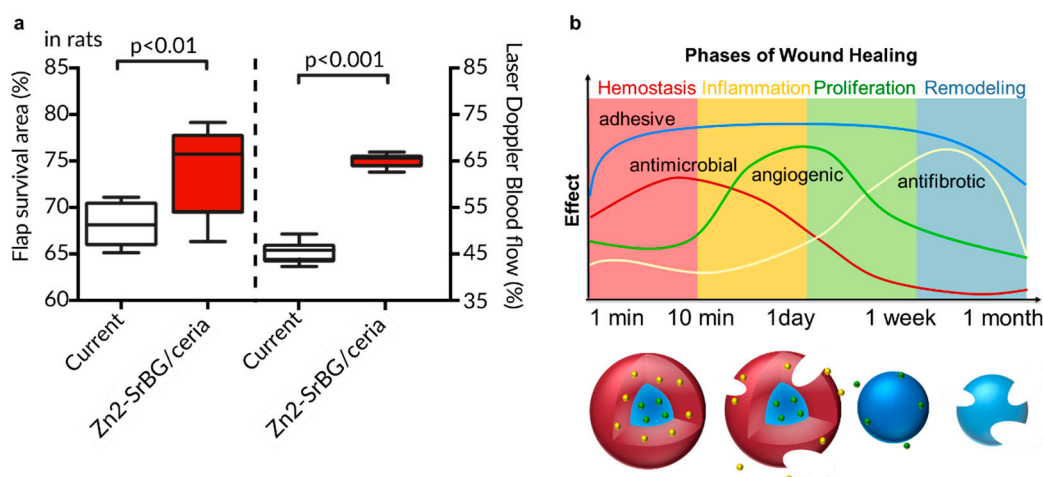 a
in rats
p<0.01
p<0.001
Flap survival area (%)
85
80
75
70
65
60
Laser Doppler Blood flow (%)
85
75
65
55
45
35
Current
Zn2-SrBG/ceria
Current
Zn2-SrBG/ceria
b
Phases of Wound Healing
Hemostasis Inflammation Proliferation Remodeling
adhesive
antimicrobial
angiogenic
antifibrotic
Effect
1 min 10 min 1day 1 week 1 month